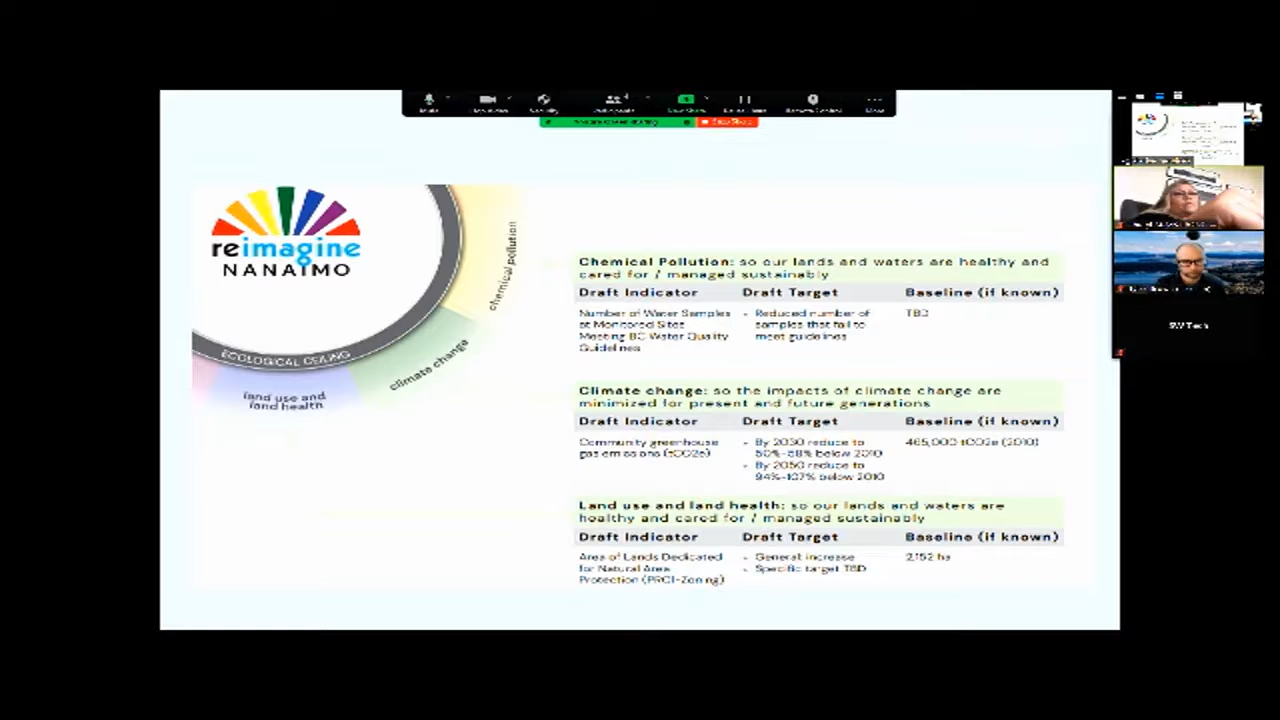 reimagine
NANAIMO
chemical pollution
climate change
ECOLOGICAL CEILING
land use and
land health
Chemical Pollution: so our lands and waters are healthy and
cared for / managed sustainably
Draft Indicator Draft Target Baseline (if known)
Number of Water Samples • Reduced number of TBD
at Monitored Sites samples that fail to
Meeting BC Water Quality meet guidelines
Guidelines
Climate change: so the impacts of climate change are
minimized for present and future generations
Draft Indicator Draft Target Baseline (if known)
Community greenhouse • By 2030 reduce to 465,000 tCO2e (2010)
gas emissions (tCO2e) 50%-58% below 2010
• By 2050 reduce to
94%-107% below 2010
Land use and land health: so our lands and waters are
healthy and cared for / managed sustainably
Draft Indicator Draft Target Baseline (if known)
Area of Lands Dedicated • General increase 2,152 ha
for Natural Area • Specific target TBD
Protection (PRC1-Zoning)
SW Tech